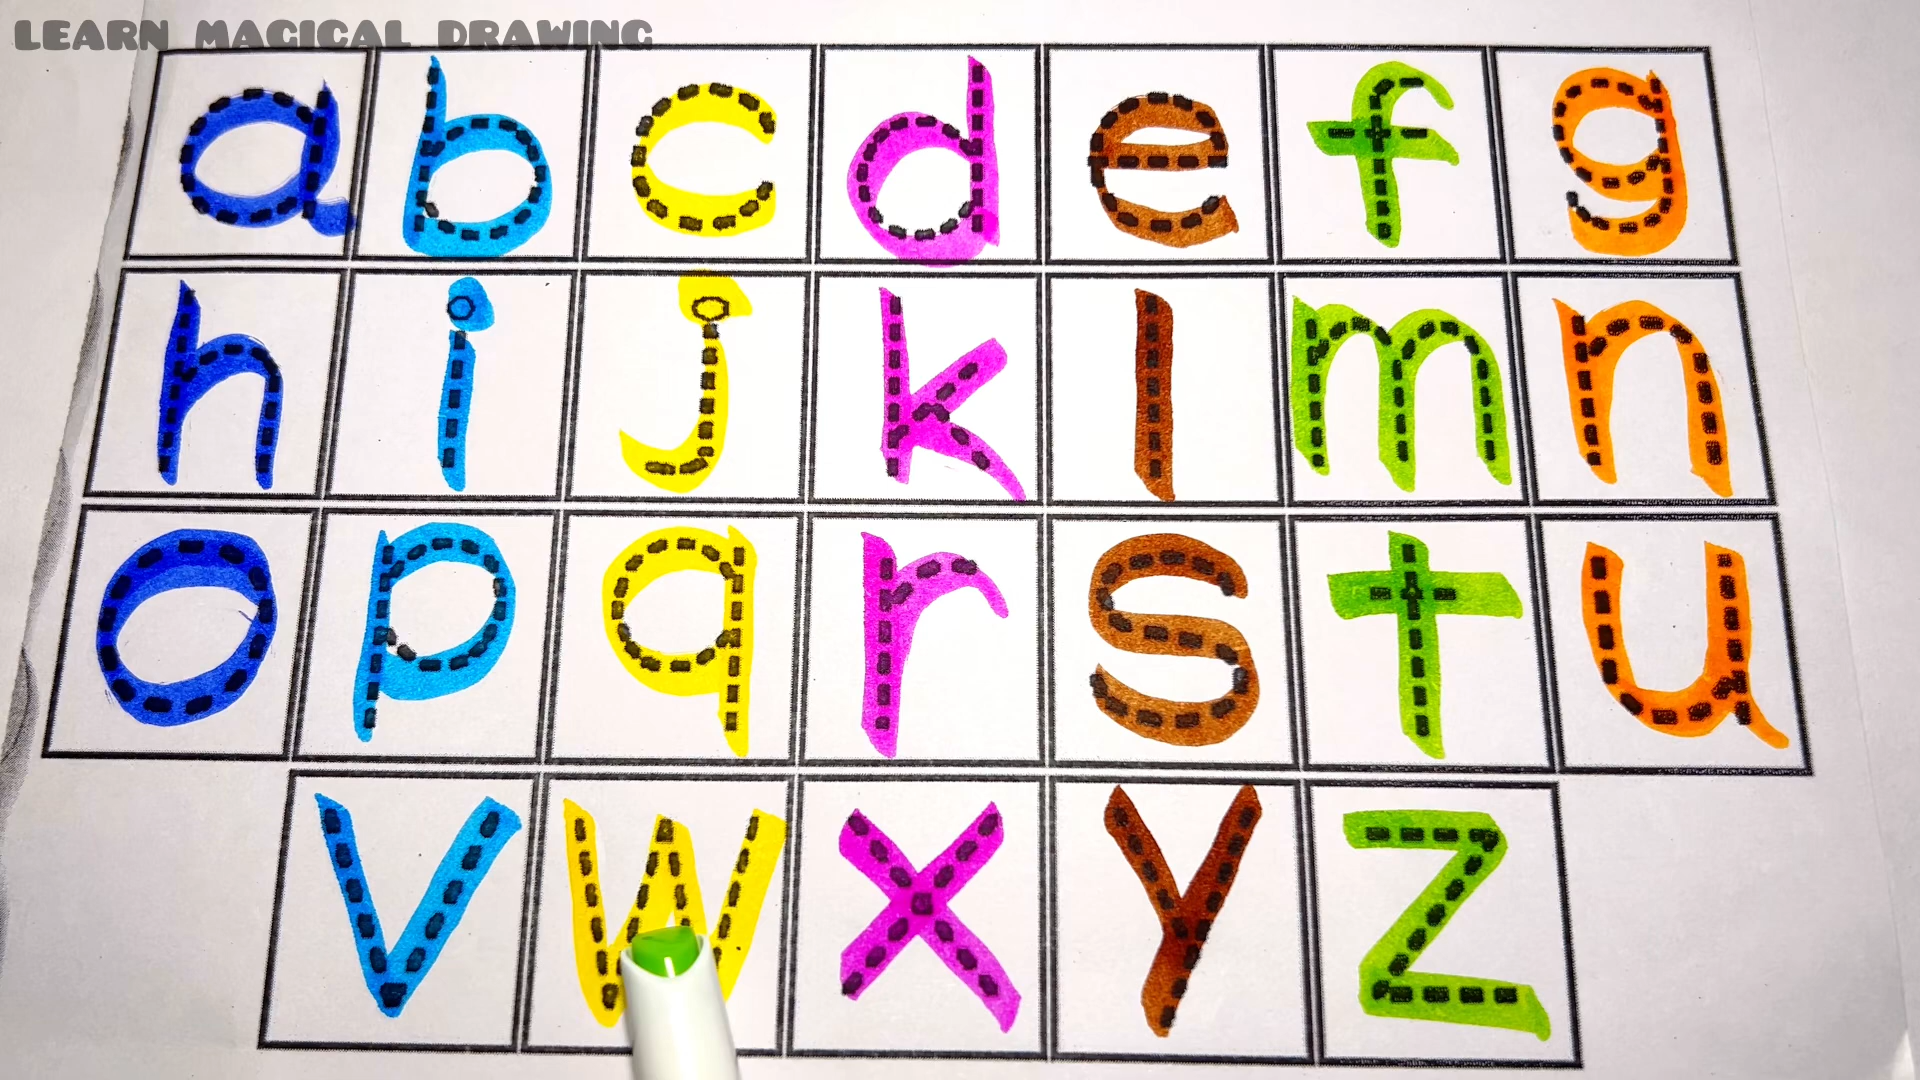 LEARN MAGICAL DRAWING
a b c d e f g
h i j k l m n
o p q r s t u
v w x y z